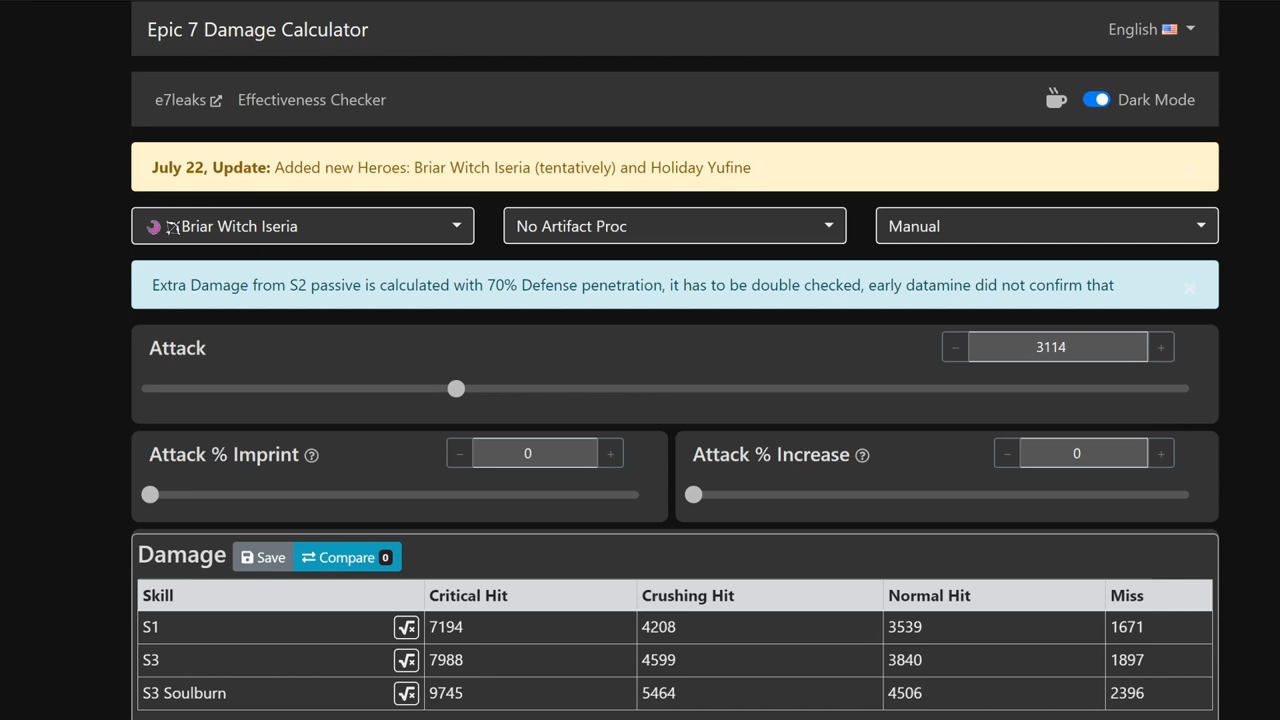 Epic 7 Damage Calculator
English
e7leaks Effectiveness Checker
Dark Mode
July 22, Update: Added new Heroes: Briar Witch Iseria (tentatively) and Holiday Yufine
Briar Witch Iseria No Artifact Proc Manual
Extra Damage from S2 passive is calculated with 70% Defense penetration, it has to be double checked, early datamine did not confirm that
Attack − 3114 +
Attack % Imprint − 0 +
Attack % Increase − 0 +
Damage Save Compare 0
Skill Critical Hit Crushing Hit Normal Hit Miss
S1 7194 4208 3539 1671
S3 7988 4599 3840 1897
S3 Soulburn 9745 5464 4506 2396